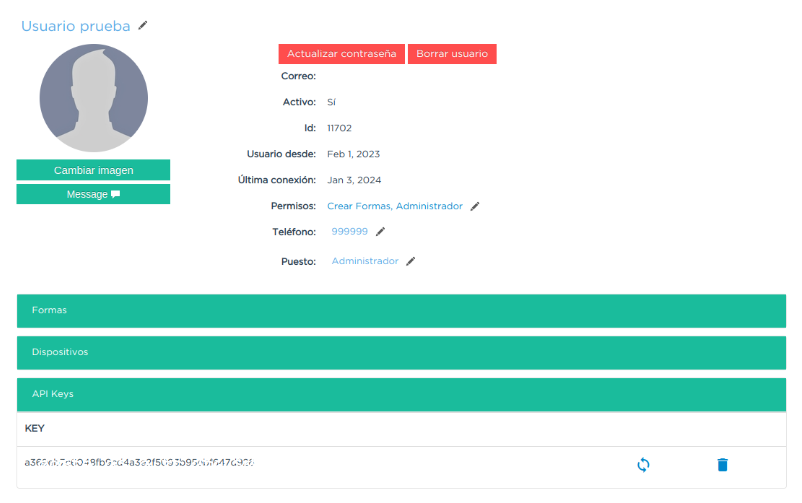 Usuario prueba
Actualizar contraseña Borrar usuario
Correo:
Activo: Sí
Id: 11702
Usuario desde: Feb 1, 2023
Última conexión: Jan 3, 2024
Permisos: Crear Formas, Administrador
Teléfono: 999999
Puesto: Administrador
Cambiar imagen
Message
Formas
Dispositivos
API Keys
KEY